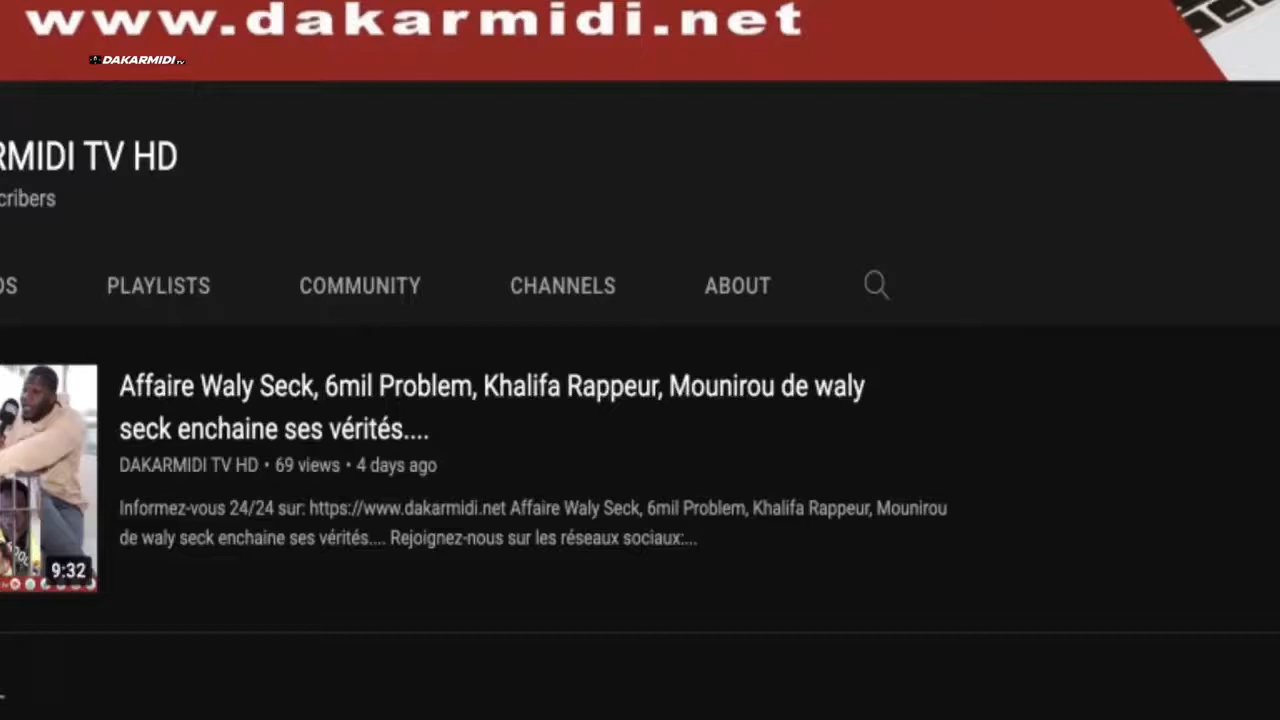 www.dakarmidi.net
DAKARMIDI TV
RMIDI TV HD
cribers
OS PLAYLISTS COMMUNITY CHANNELS ABOUT
Affaire Waly Seck, 6mil Problem, Khalifa Rappeur, Mounirou de waly
seck enchaine ses vérités....
DAKARMIDI TV HD • 69 views • 4 days ago
Informez-vous 24/24 sur: https://www.dakarmidi.net Affaire Waly Seck, 6mil Problem, Khalifa Rappeur, Mounirou
de waly seck enchaine ses vérités.... Rejoignez-nous sur les réseaux sociaux:...
9:32